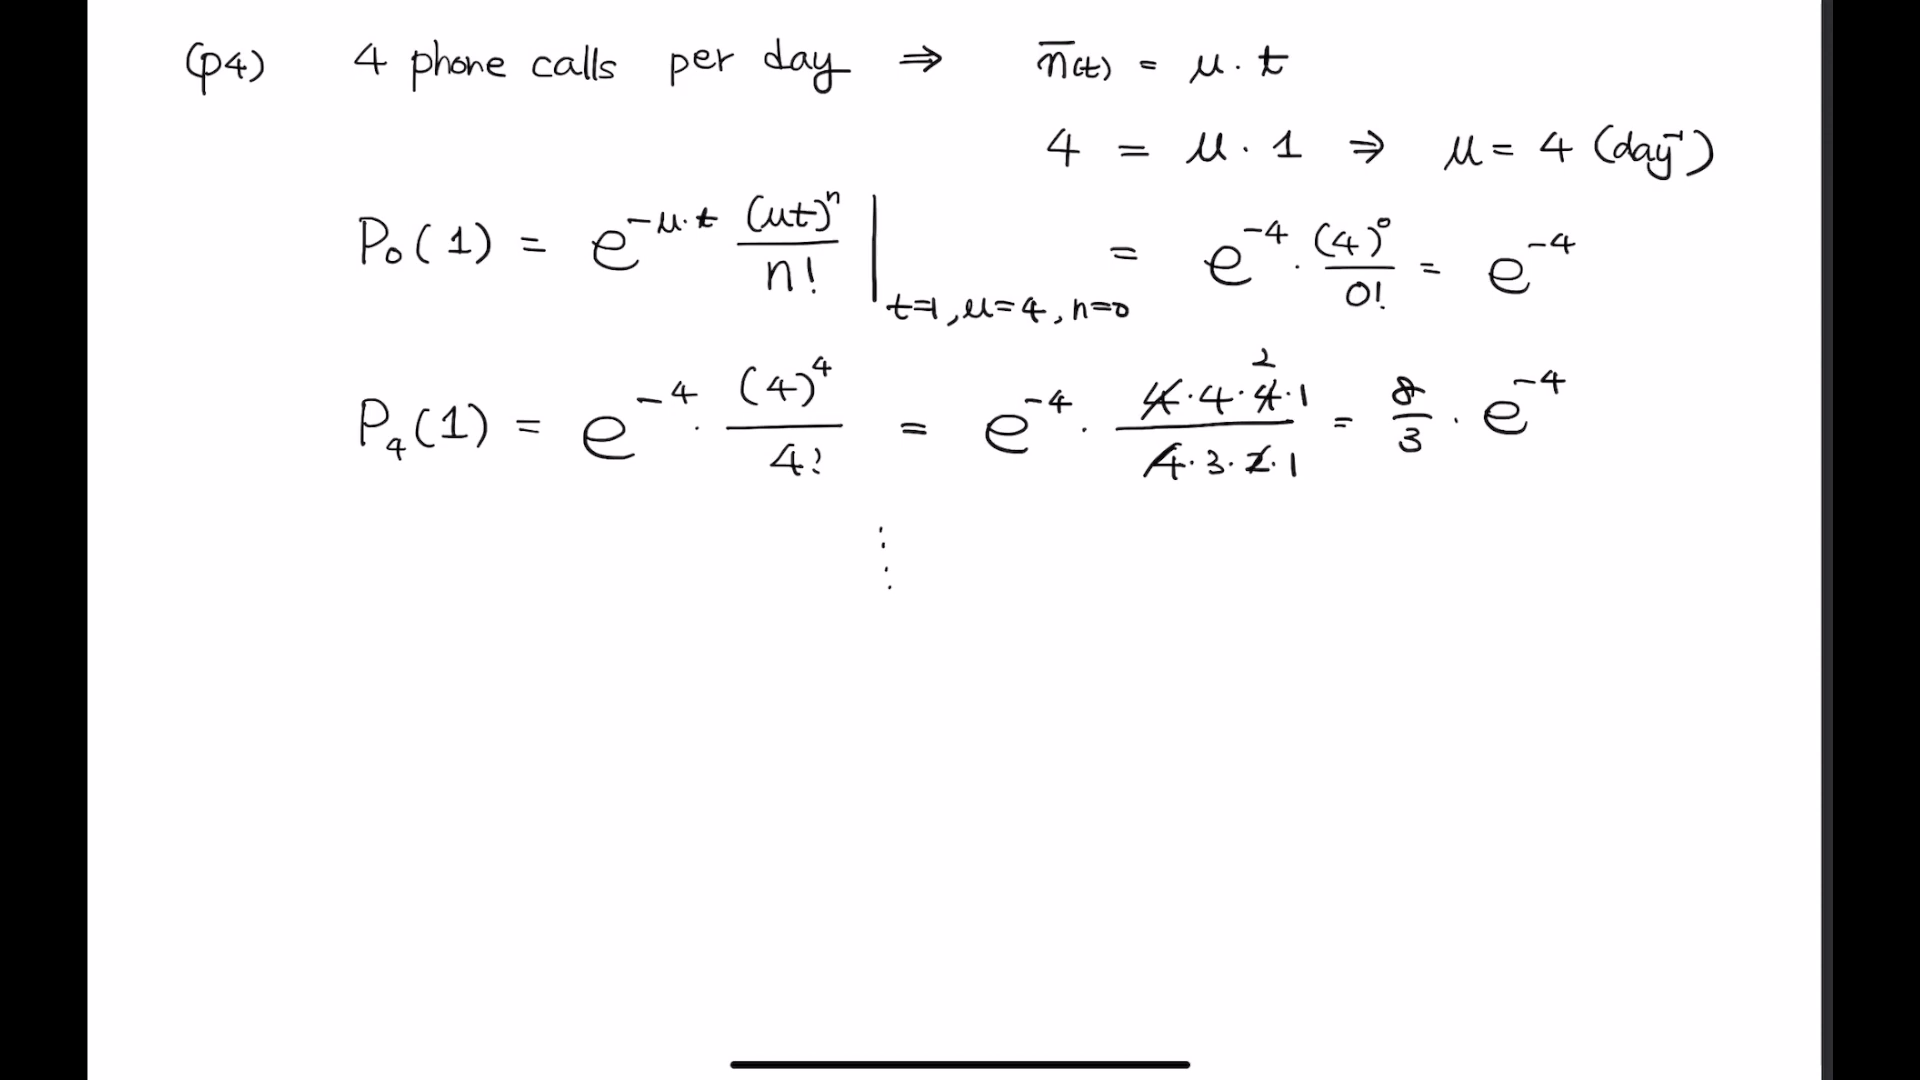 (p4) 4 phone calls per day ⇒ n̅(t) = μ · t
4 = μ · 1 ⇒ μ = 4 (day⁻¹)
P₀(1) = e^{-μ·t} (μt)^n / n! |_{t=1, μ=4, n=0} = e^{-4} · (4)^0 / 0! = e^{-4}
P₄(1) = e^{-4} · (4)^4 / 4! = e^{-4} · 4·4·4·1 / 4·3·2·1 = 8/3 · e^{-4}
2
⋮